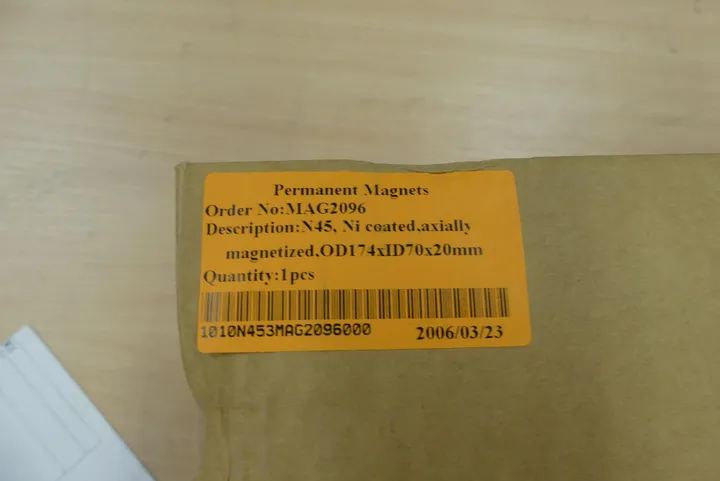 Permanent Magnets
Order No:MAG2096
Description:N45, Ni coated,axially
magnetized,OD174xID70x20mm
Quantity:1pcs
1010N453MAG2096000 2006/03/23